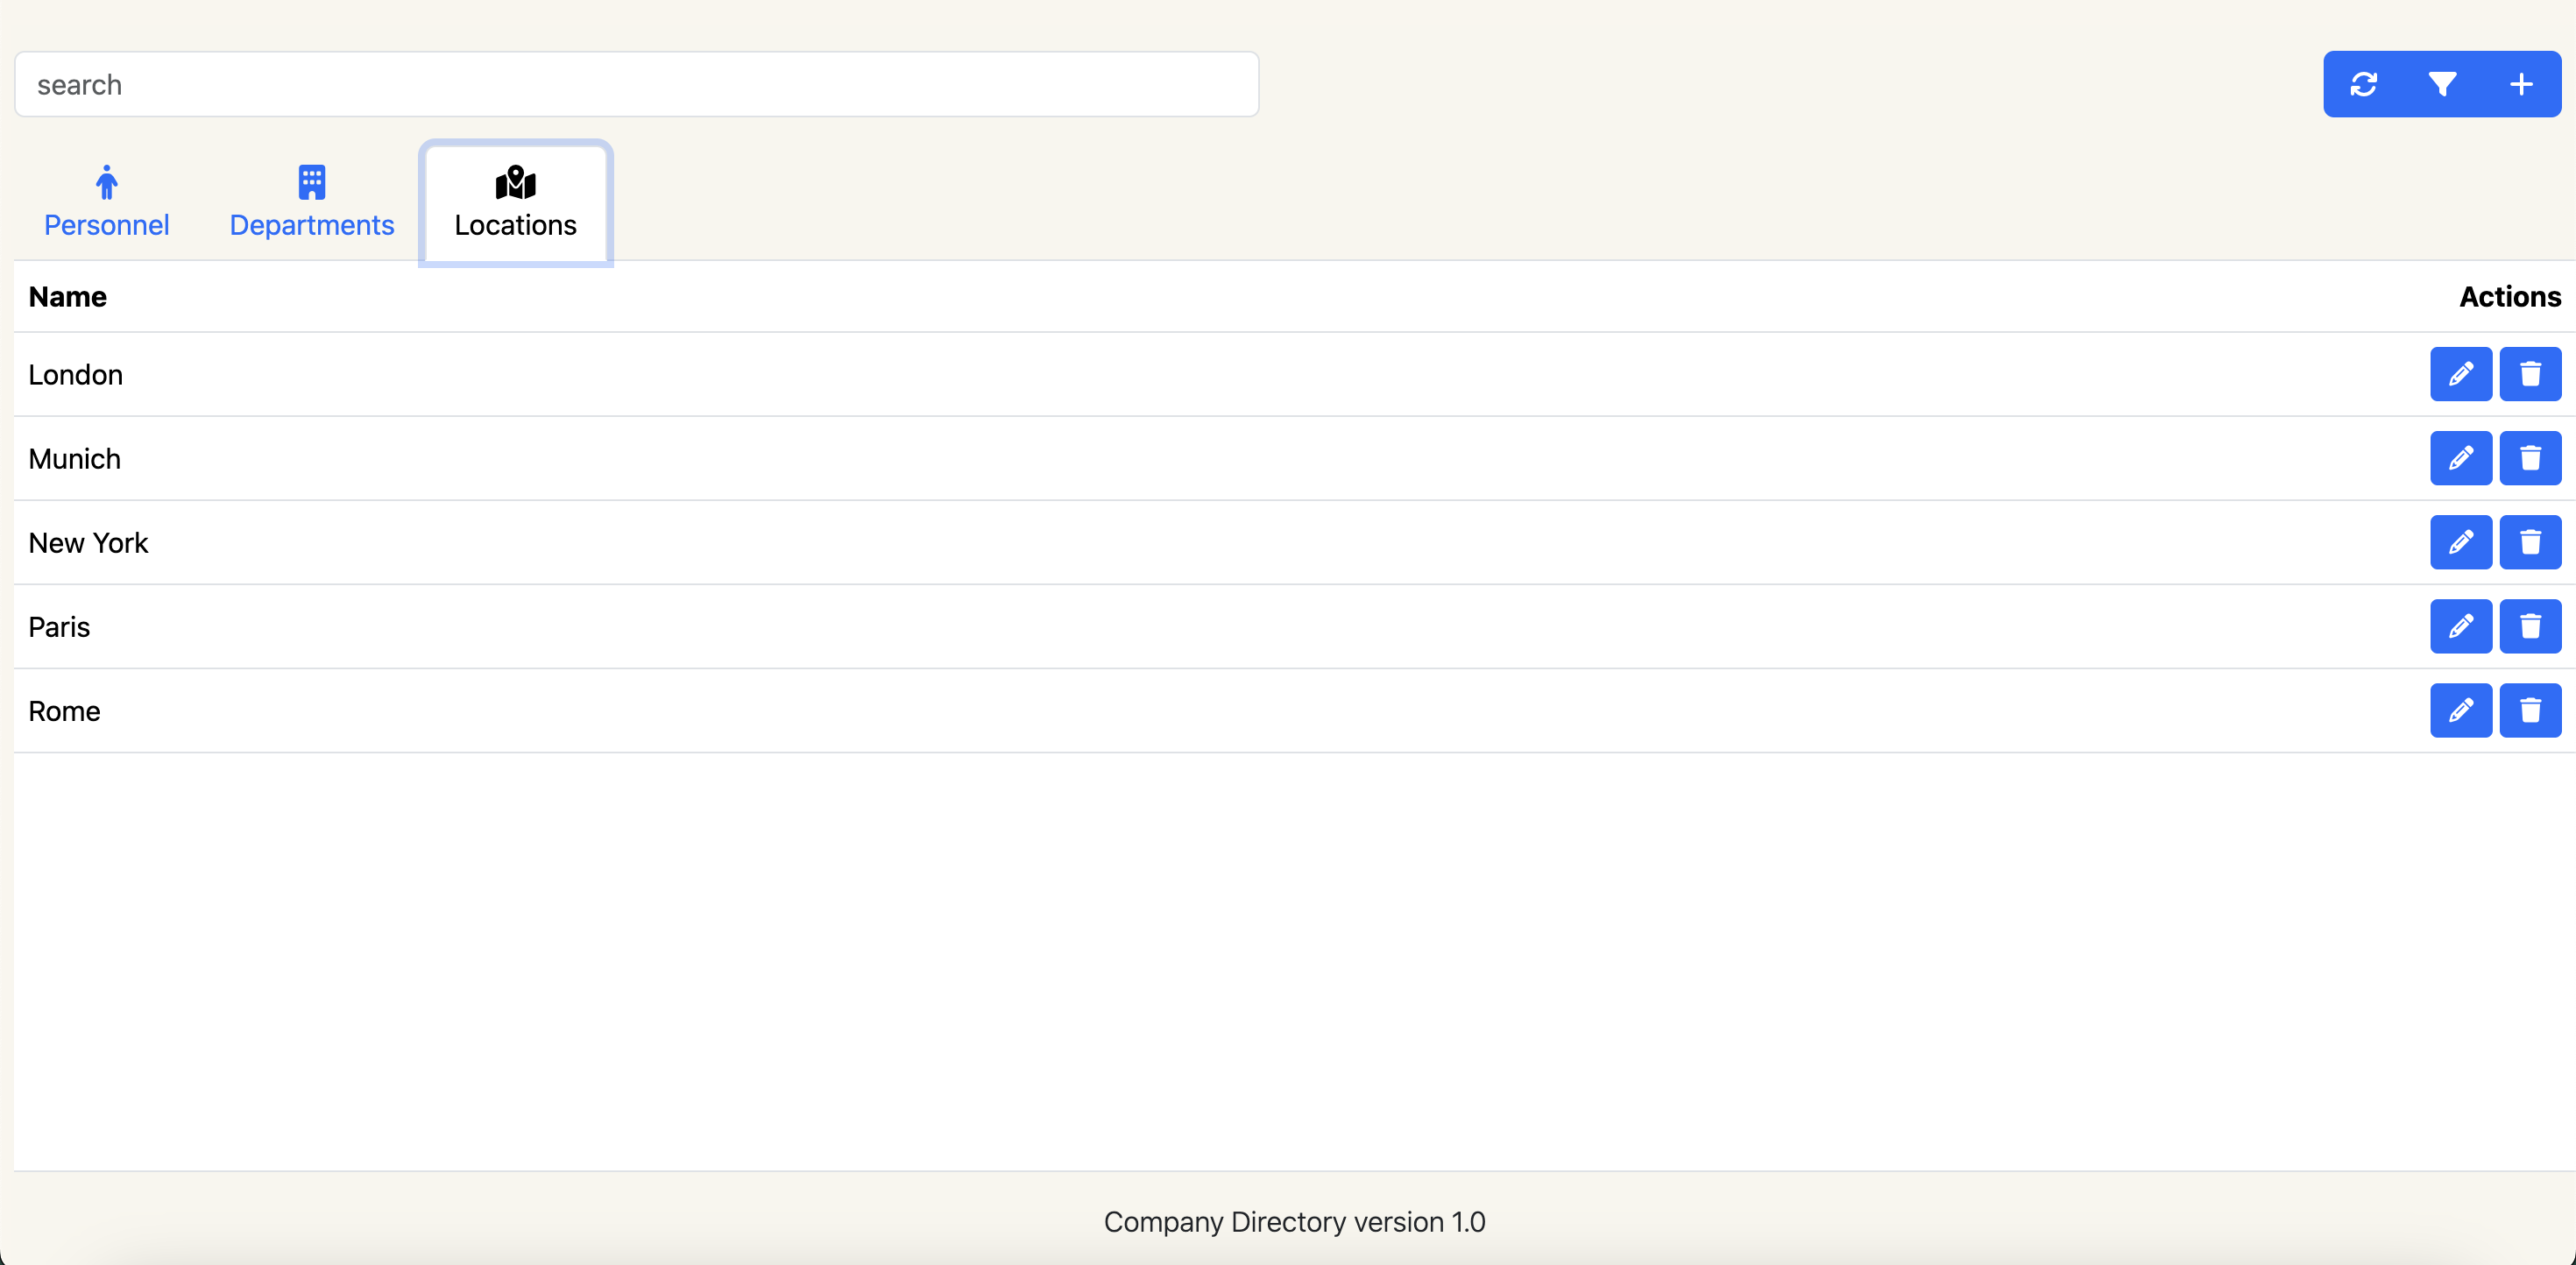 search
Personnel Departments Locations
Name Actions
London
Munich
New York
Paris
Rome
Company Directory version 1.0